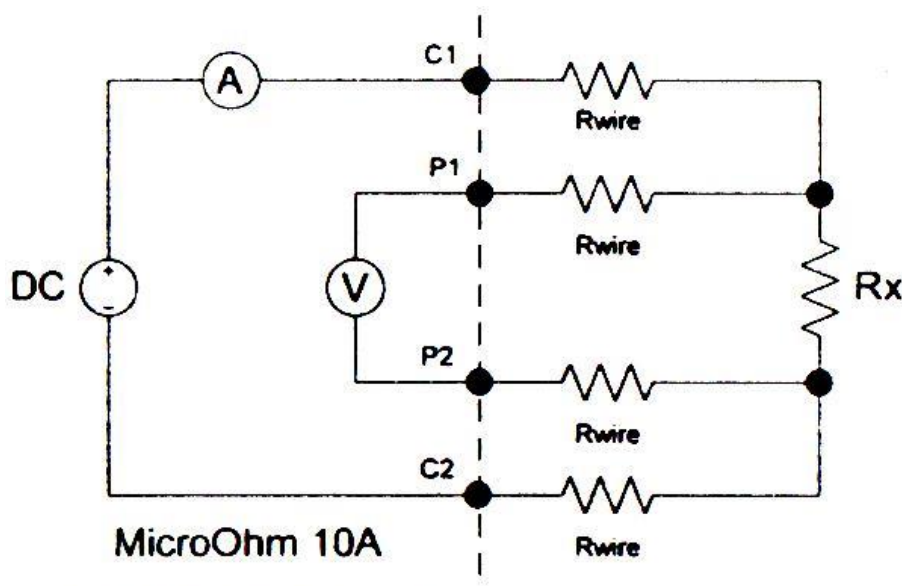 A
C1
Rwire
P1
Rwire
DC
+
-
V
Rx
P2
Rwire
C2
Rwire
MicroOhm 10A